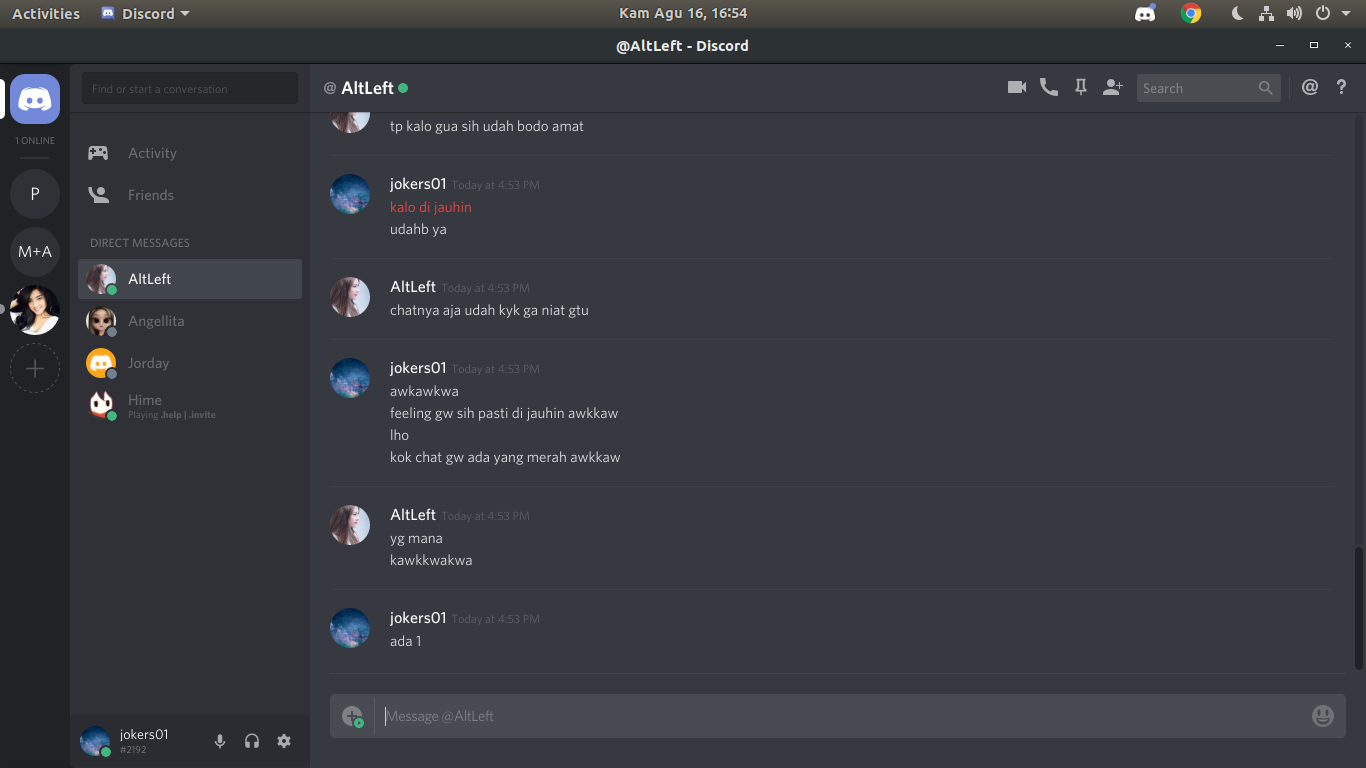 Activities
Discord
Kam Agu 16, 16:54
@AltLeft - Discord
Find or start a conversation
@ AltLeft
Search
@
?
1 ONLINE
P
M+A
Activity
Friends
DIRECT MESSAGES
AltLeft
Angellita
Jorday
Hime
Playing .help | .invite
tp kalo gua sih udah bodo amat
jokers01 Today at 4:53 PM
kalo di jauhin
udahb ya
AltLeft Today at 4:53 PM
chatnya aja udah kyk ga niat gtu
jokers01 Today at 4:53 PM
awkawkwa
feeling gw sih pasti di jauhin awkkaw
lho
kok chat gw ada yang merah awkkaw
AltLeft Today at 4:53 PM
yg mana
kawkkwakwa
jokers01 Today at 4:53 PM
ada 1
Message @AltLeft
jokers01
#2192